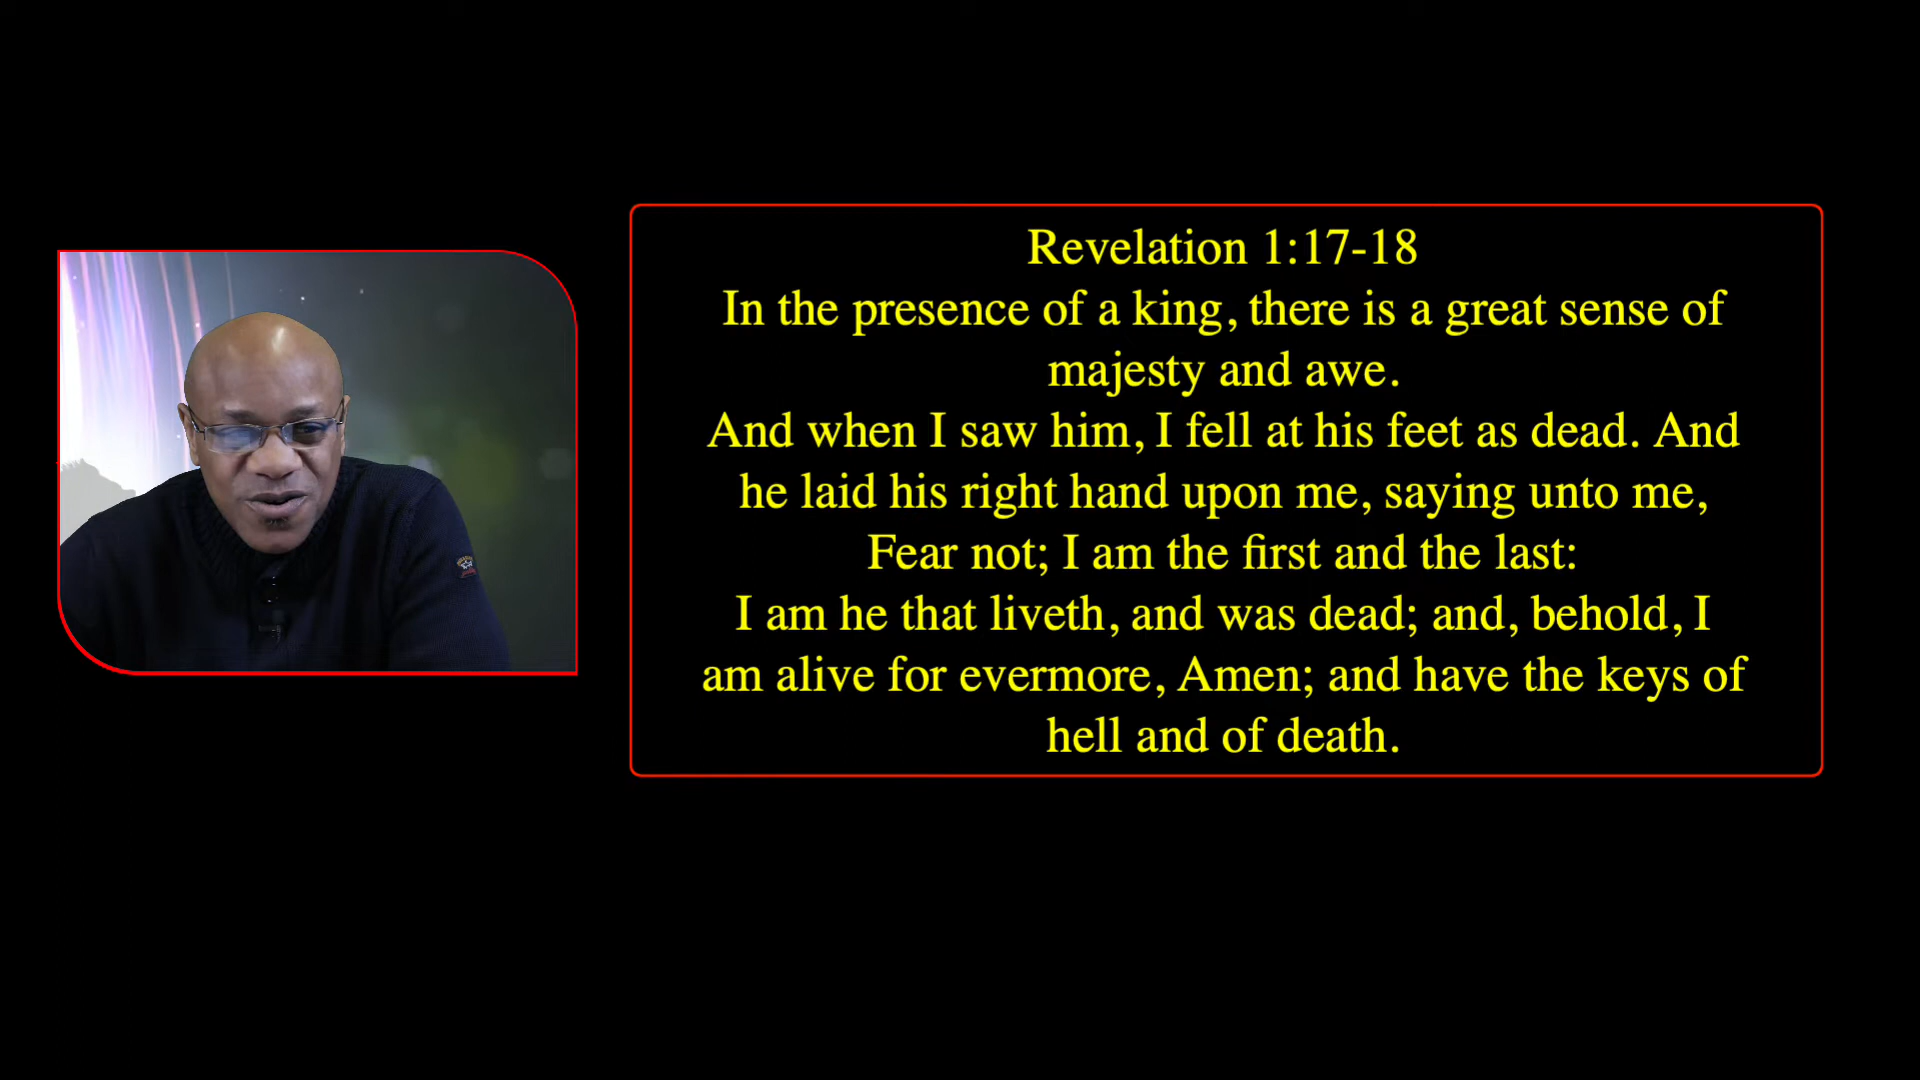 Revelation 1:17-18
In the presence of a king, there is a great sense of
majesty and awe.
And when I saw him, I fell at his feet as dead. And
he laid his right hand upon me, saying unto me,
Fear not; I am the first and the last:
I am he that liveth, and was dead; and, behold, I
am alive for evermore, Amen; and have the keys of
hell and of death.